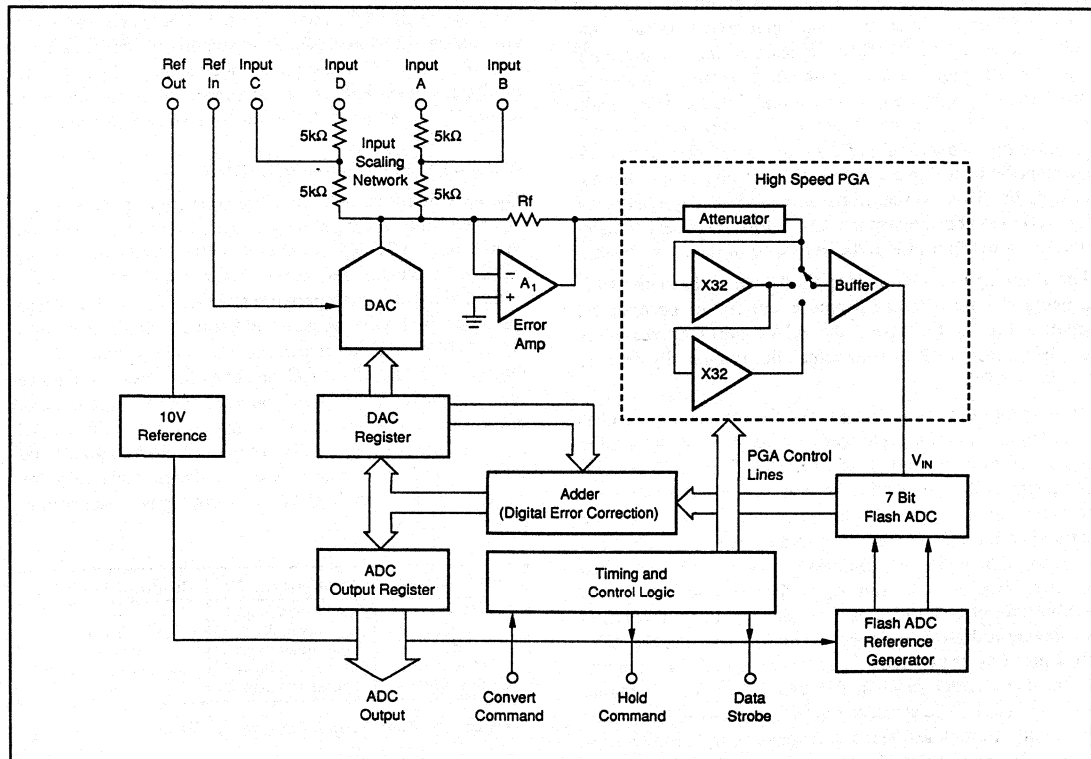 Ref Out
Ref In
Input C
Input D
Input A
Input B
5kΩ
5kΩ
Input Scaling Network
5kΩ
5kΩ
Rf
High Speed PGA
Attenuator
X32
Buffer
X32
DAC
−
+
A1
Error Amp
10V Reference
DAC Register
PGA Control Lines
VIN
Adder
(Digital Error Correction)
7 Bit
Flash ADC
ADC
Output Register
Timing and
Control Logic
Flash ADC
Reference
Generator
ADC
Output
Convert
Command
Hold
Command
Data
Strobe